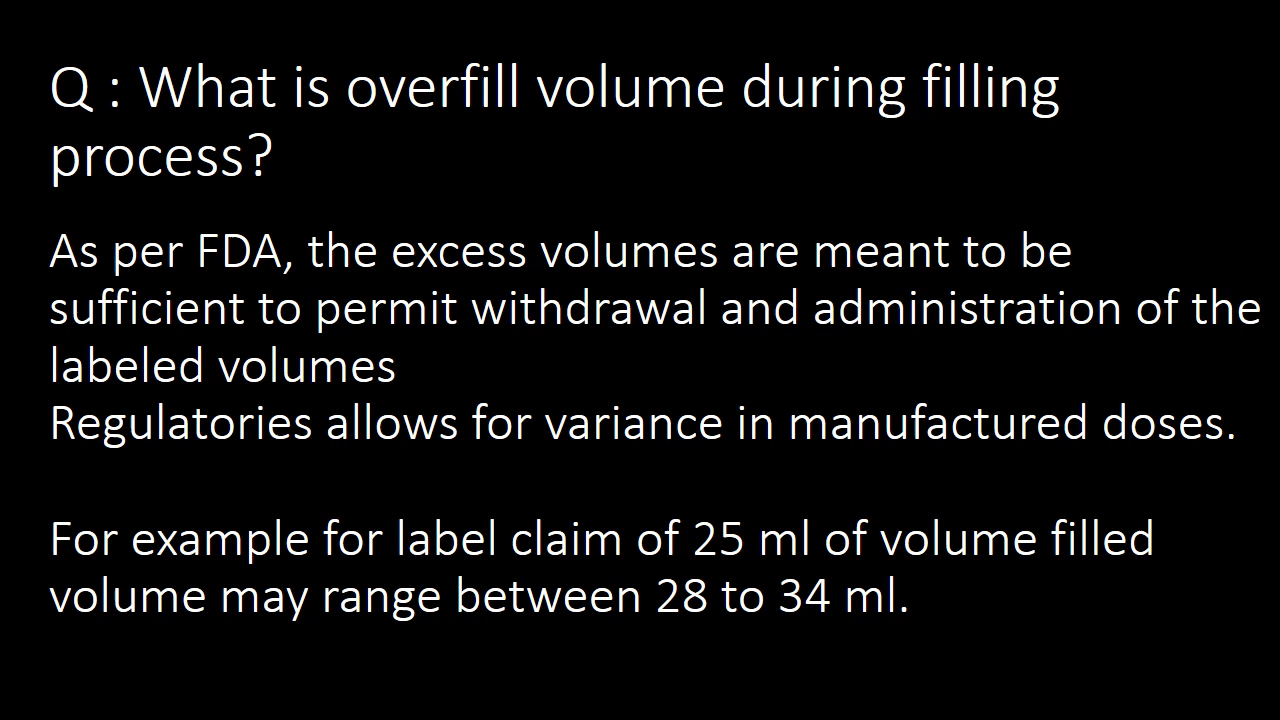 Q : What is overfill volume during filling
process?
As per FDA, the excess volumes are meant to be
sufficient to permit withdrawal and administration of the
labeled volumes
Regulatories allows for variance in manufactured doses.
For example for label claim of 25 ml of volume filled
volume may range between 28 to 34 ml.